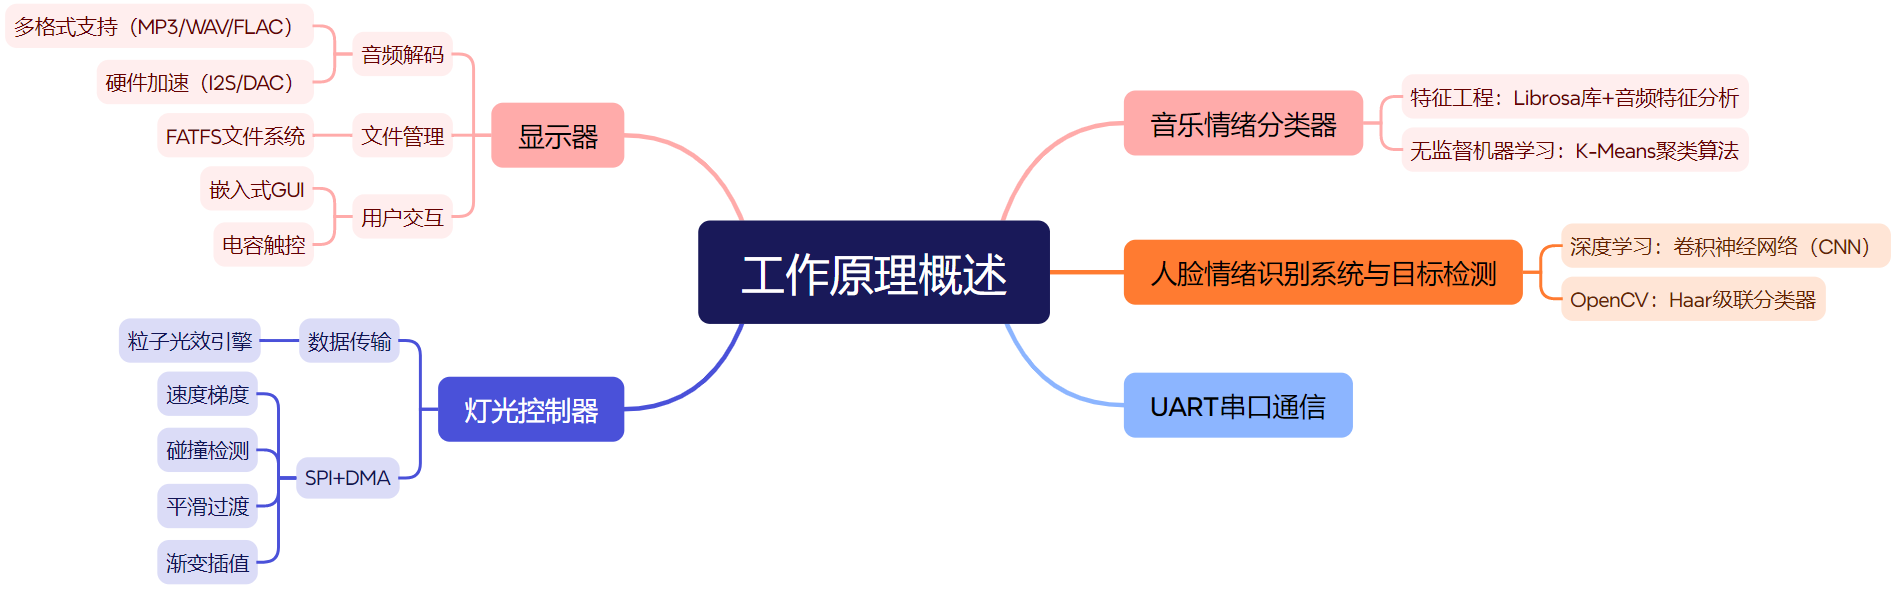 工作原理概述
显示器
音频解码
多格式支持（MP3/WAV/FLAC）
硬件加速（I2S/DAC）
文件管理
FATFS文件系统
用户交互
嵌入式GUI
电容触控
灯光控制器
数据传输
粒子光效引擎
SPI+DMA
速度梯度
碰撞检测
平滑过渡
渐变插值
音乐情绪分类器
特征工程：Librosa库+音频特征分析
无监督机器学习：K-Means聚类算法
人脸情绪识别系统与目标检测
深度学习：卷积神经网络（CNN）
OpenCV：Haar级联分类器
UART串口通信